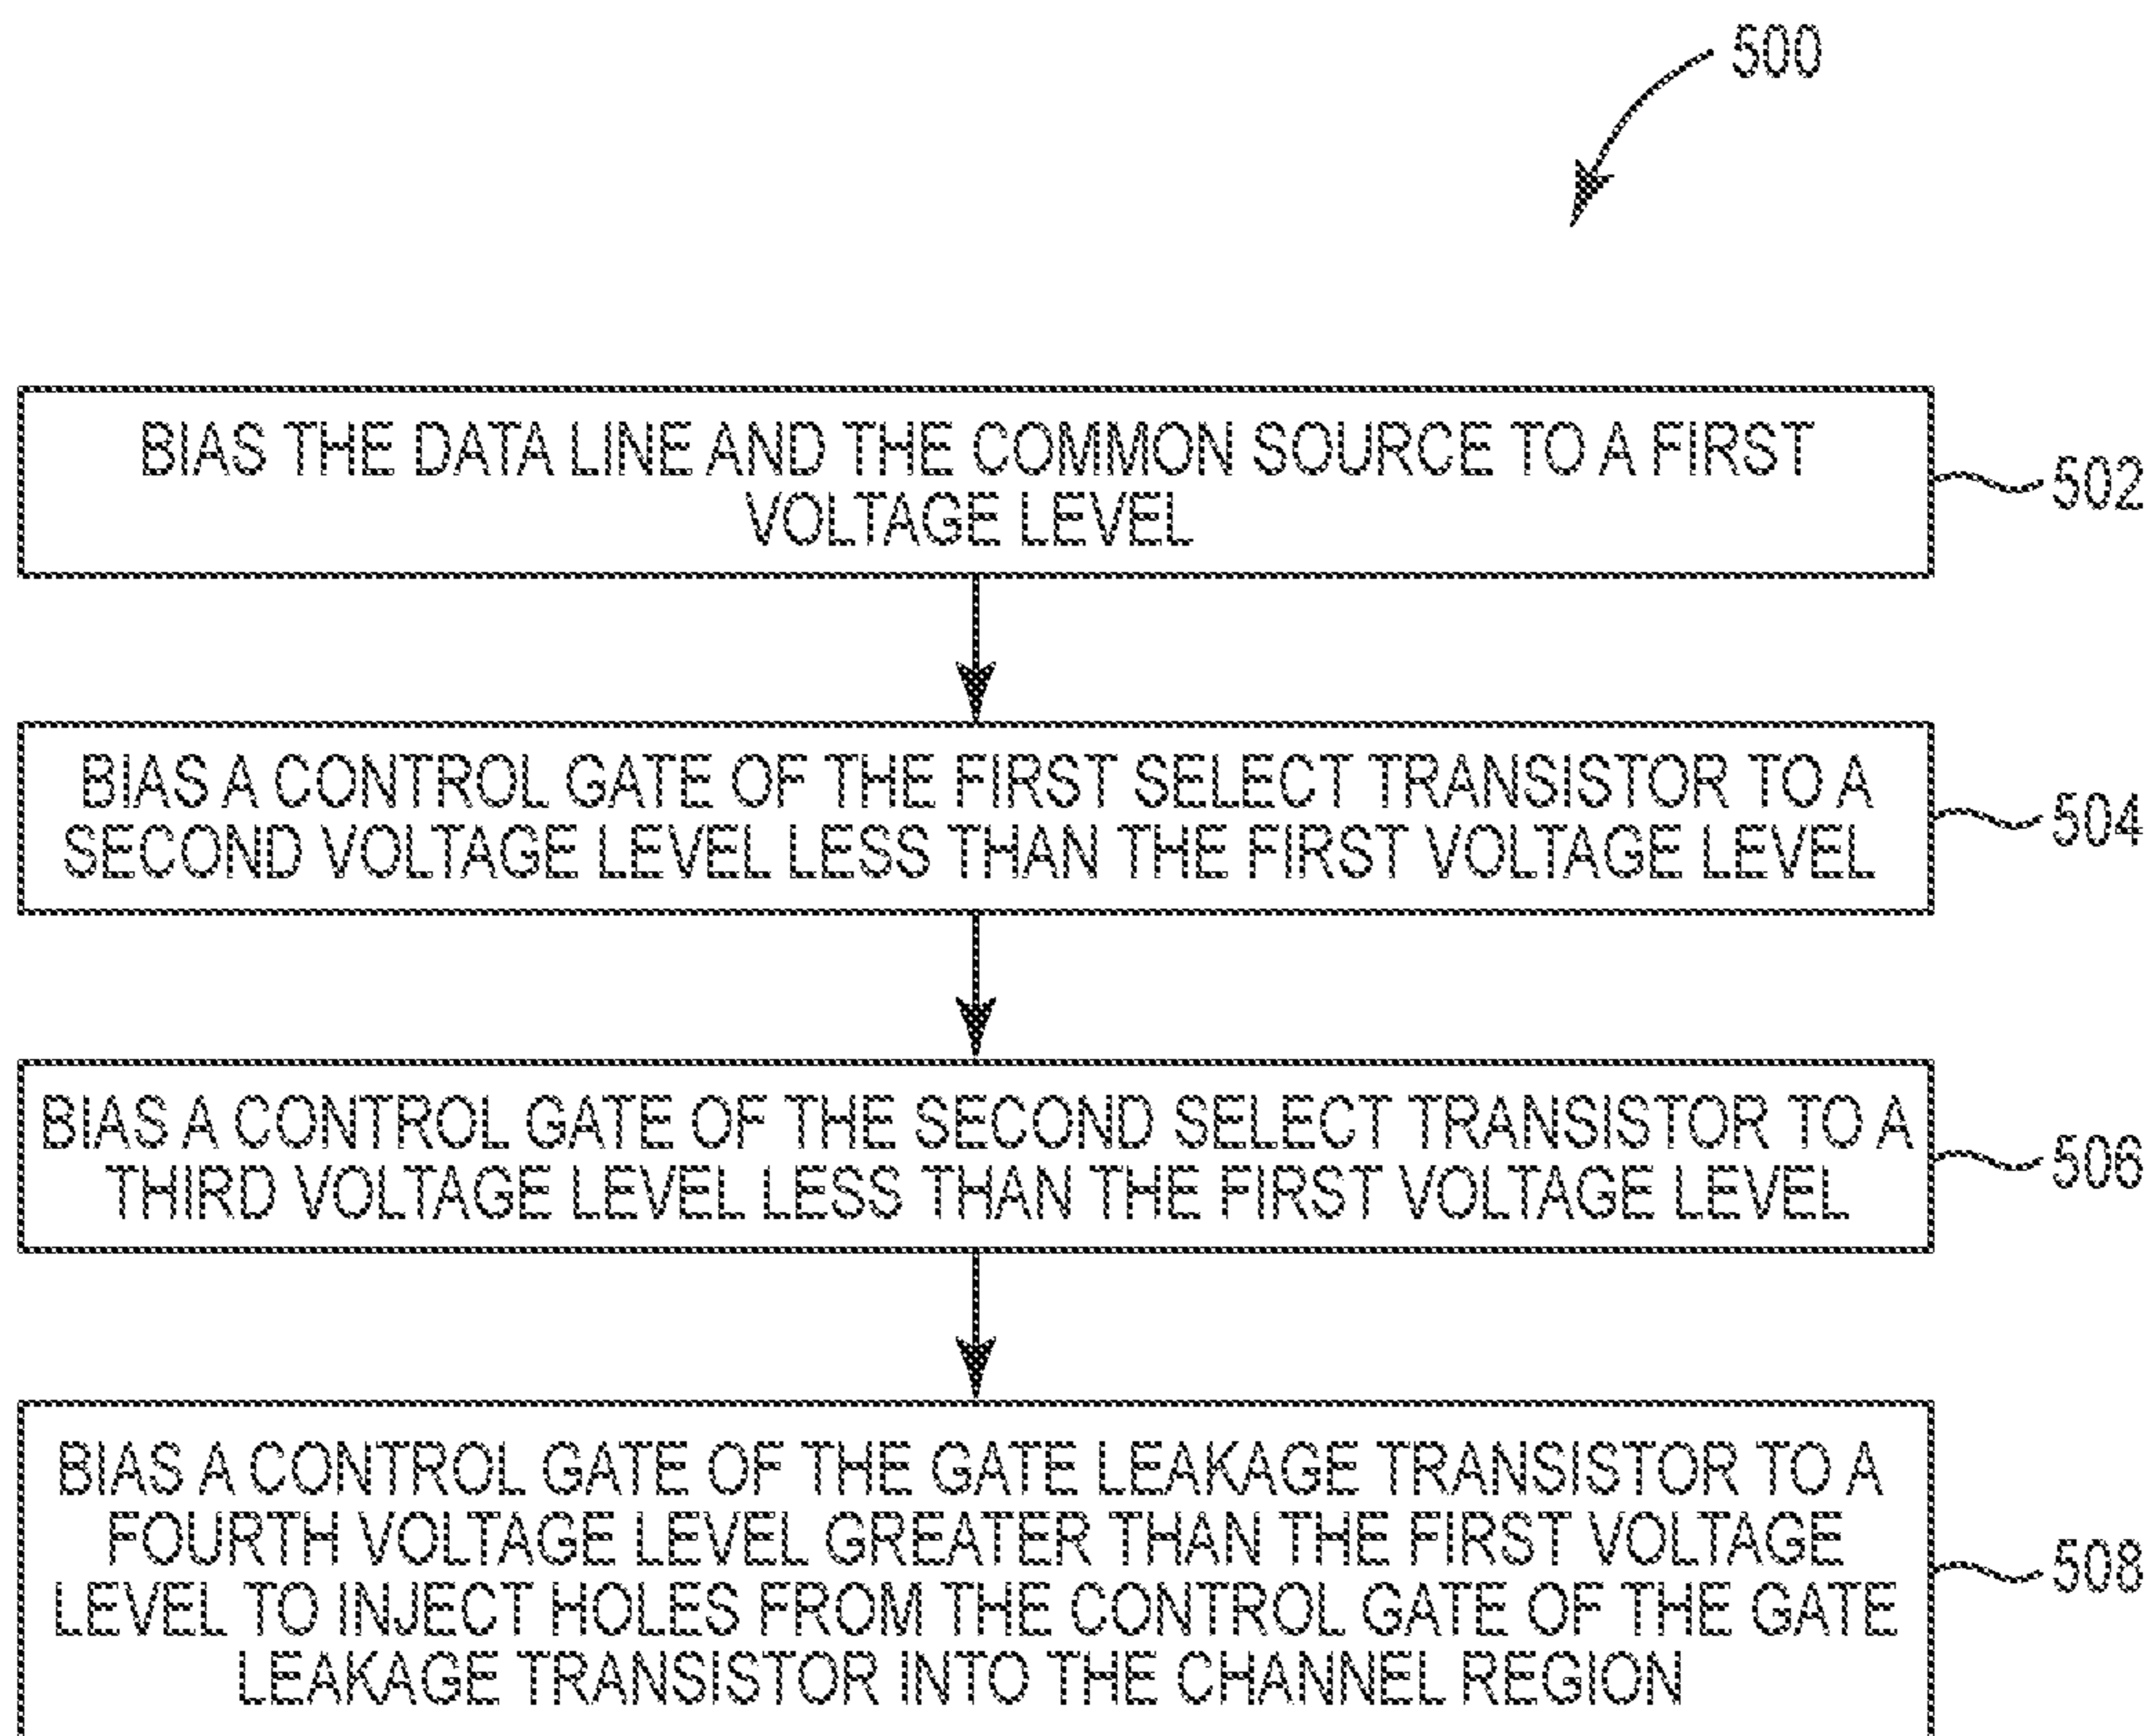 500
BIAS THE DATA LINE AND THE COMMON SOURCE TO A FIRST
VOLTAGE LEVEL
502
BIAS A CONTROL GATE OF THE FIRST SELECT TRANSISTOR TO A
SECOND VOLTAGE LEVEL LESS THAN THE FIRST VOLTAGE LEVEL
504
BIAS A CONTROL GATE OF THE SECOND SELECT TRANSISTOR TO A
THIRD VOLTAGE LEVEL LESS THAN THE FIRST VOLTAGE LEVEL
506
BIAS A CONTROL GATE OF THE GATE LEAKAGE TRANSISTOR TO A
FOURTH VOLTAGE LEVEL GREATER THAN THE FIRST VOLTAGE
LEVEL TO INJECT HOLES FROM THE CONTROL GATE OF THE GATE
LEAKAGE TRANSISTOR INTO THE CHANNEL REGION
508